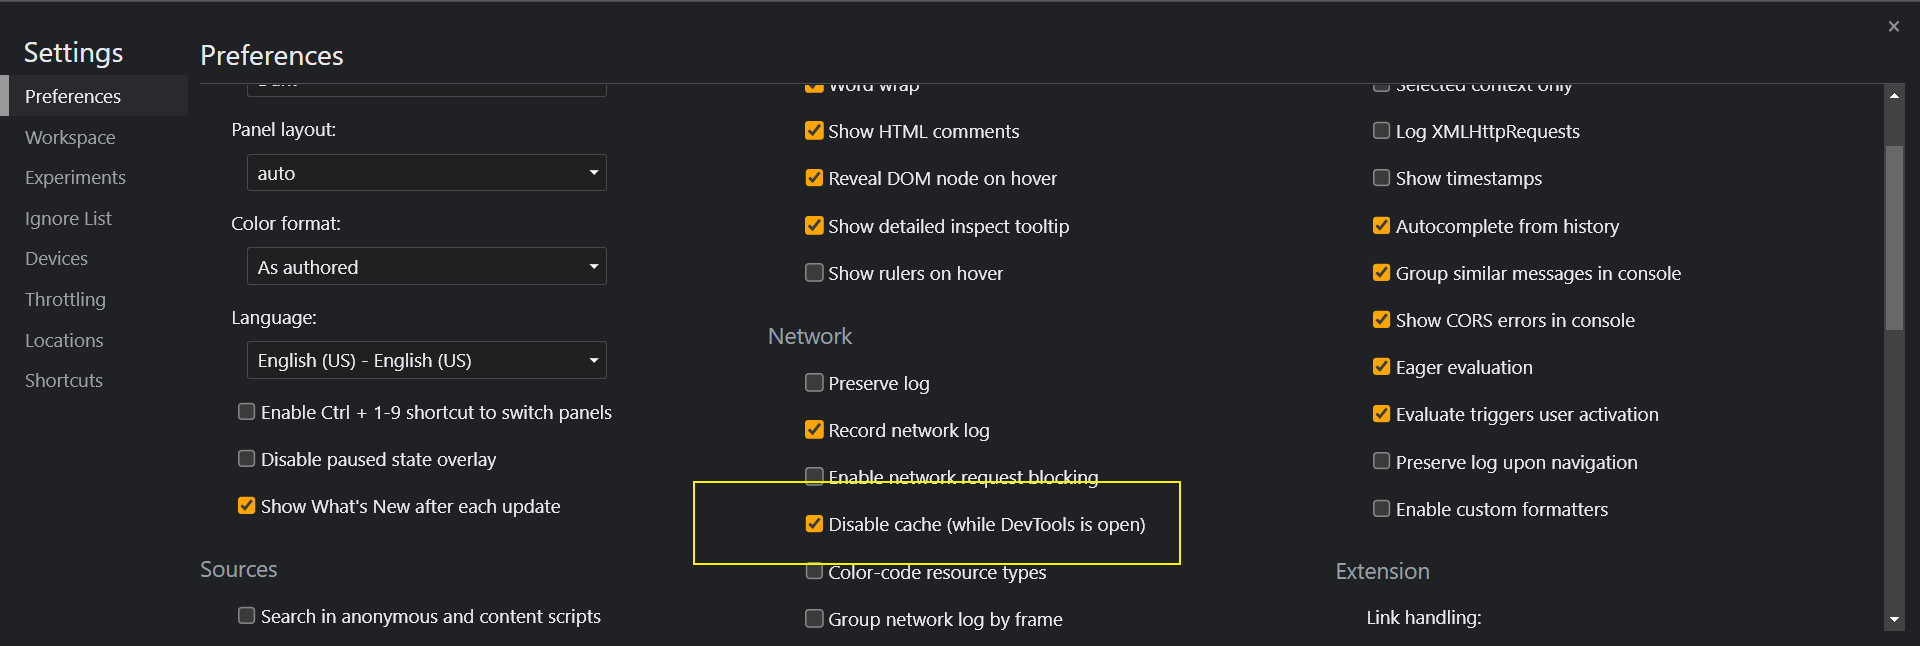 Settings
Preferences
Workspace
Experiments
Ignore List
Devices
Throttling
Locations
Shortcuts
Preferences
Panel layout:
auto
Color format:
As authored
Language:
English (US) - English (US)
Enable Ctrl + 1-9 shortcut to switch panels
Disable paused state overlay
Show What's New after each update
Sources
Search in anonymous and content scripts
Word wrap
Show HTML comments
Reveal DOM node on hover
Show detailed inspect tooltip
Show rulers on hover
Network
Preserve log
Record network log
Enable network request blocking
Disable cache (while DevTools is open)
Color-code resource types
Group network log by frame
Selected context only
Log XMLHttpRequests
Show timestamps
Autocomplete from history
Group similar messages in console
Show CORS errors in console
Eager evaluation
Evaluate triggers user activation
Preserve log upon navigation
Enable custom formatters
Extension
Link handling: